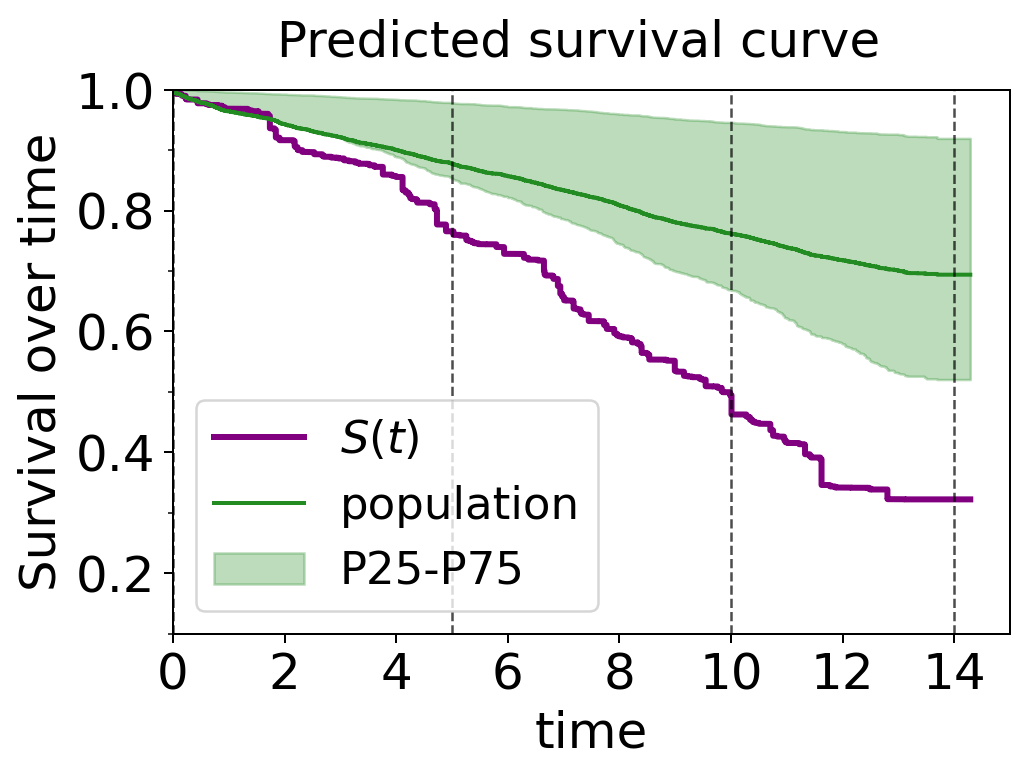 Predicted survival curve
Survival over time
1.0
0.8
0.6
0.4
0.2
S(t)
population
P25-P75
0 2 4 6 8 10 12 14
time